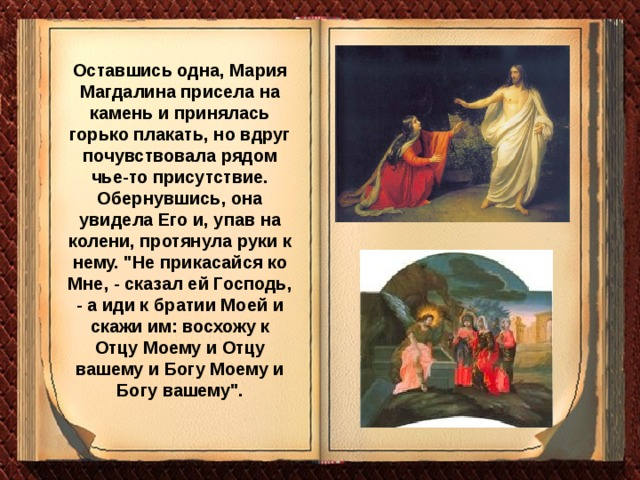 Оставшись одна, Мария
Магдалина присела на
камень и принялась
горько плакать, но вдруг
почувствовала рядом
чье-то присутствие.
Обернувшись, она
увидела Его и, упав на
колени, протянула руки к
нему. "Не прикасайся ко
Мне, - сказал ей Господь,
- а иди к братии Моей и
скажи им: восхожу к
Отцу Моему и Отцу
вашему и Богу Моему и
Богу вашему".